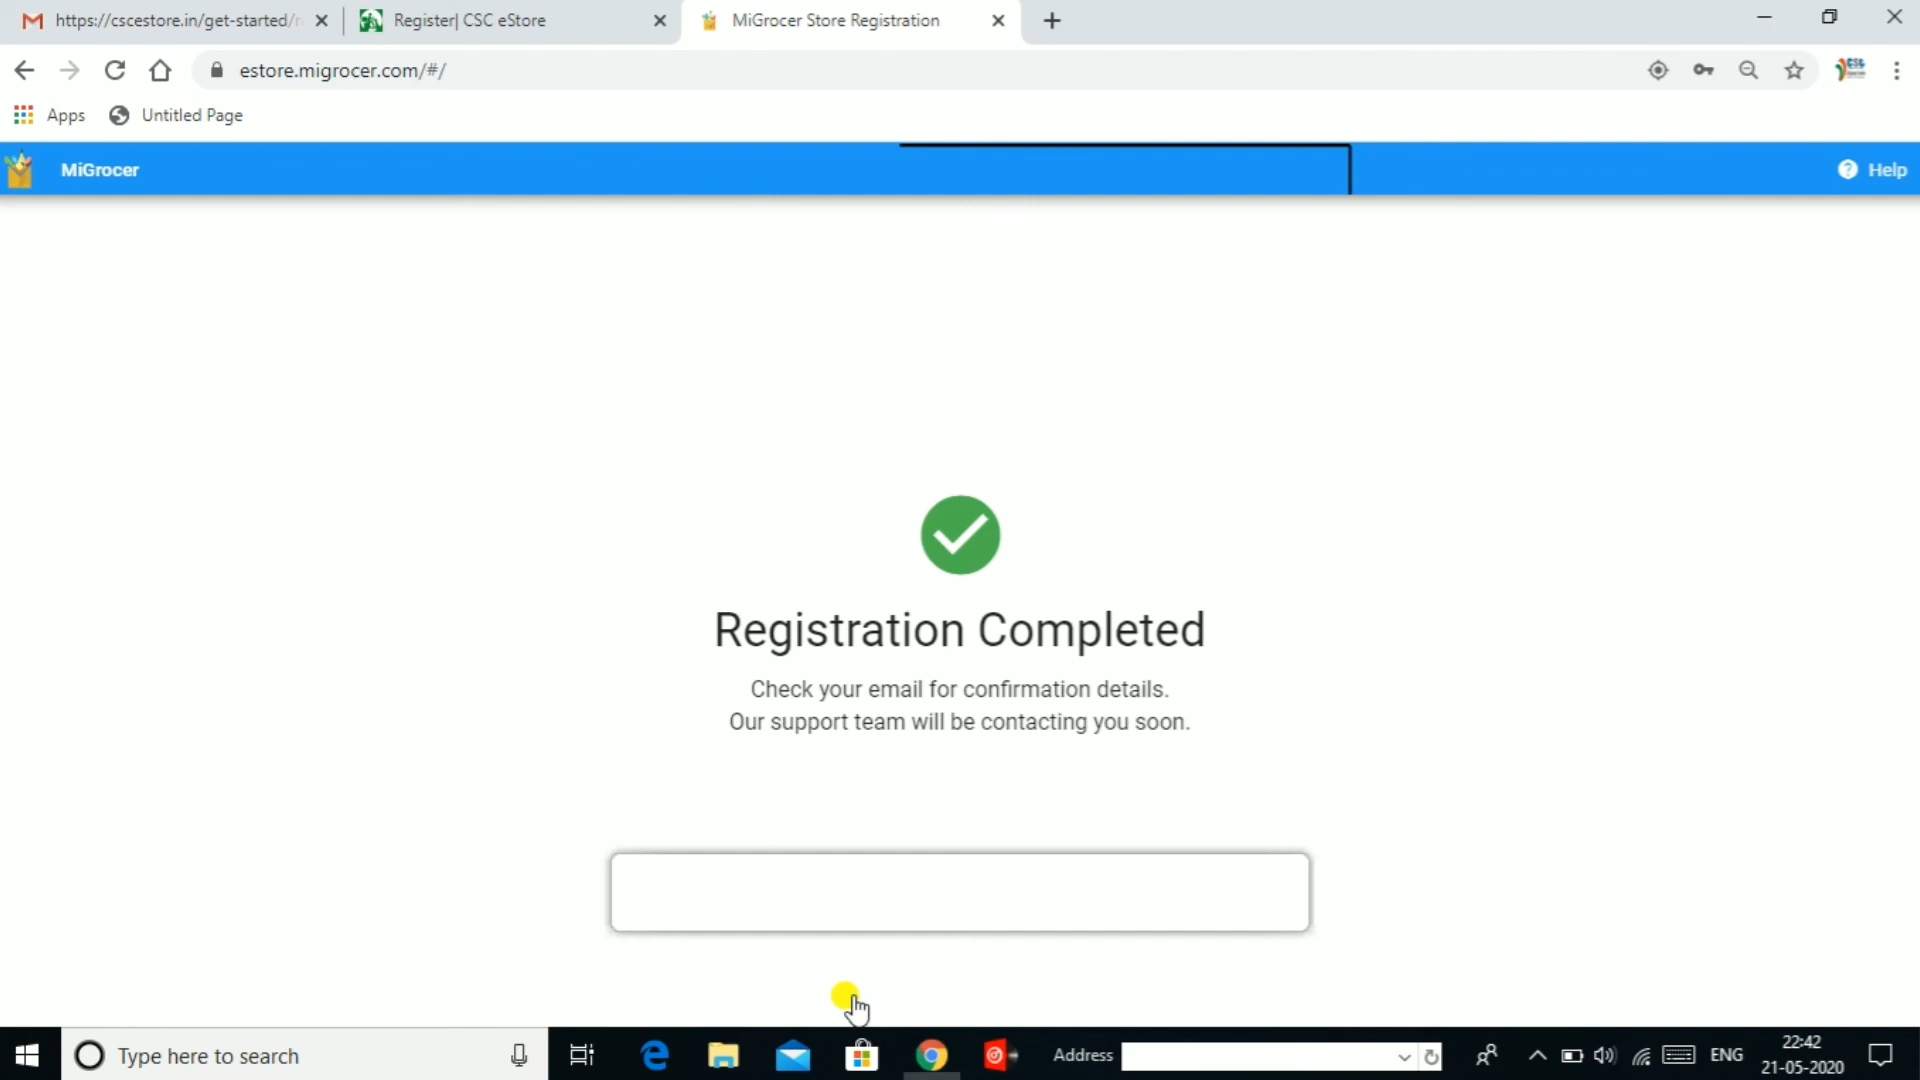 https://cscestore.in/get-started/
Register| CSC eStore
MiGrocer Store Registration
estore.migrocer.com/#/
Apps
Untitled Page
MiGrocer
Help
Registration Completed
Check your email for confirmation details.
Our support team will be contacting you soon.
Type here to search
Address
ENG
22:42
21-05-2020